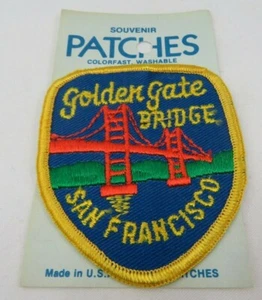 SOUVENIR
PATCHES
COLORFAST, WASHABLE
Golden Gate
BRIDGE
SAN FRANCISCO
Made in U.S. PATCHES